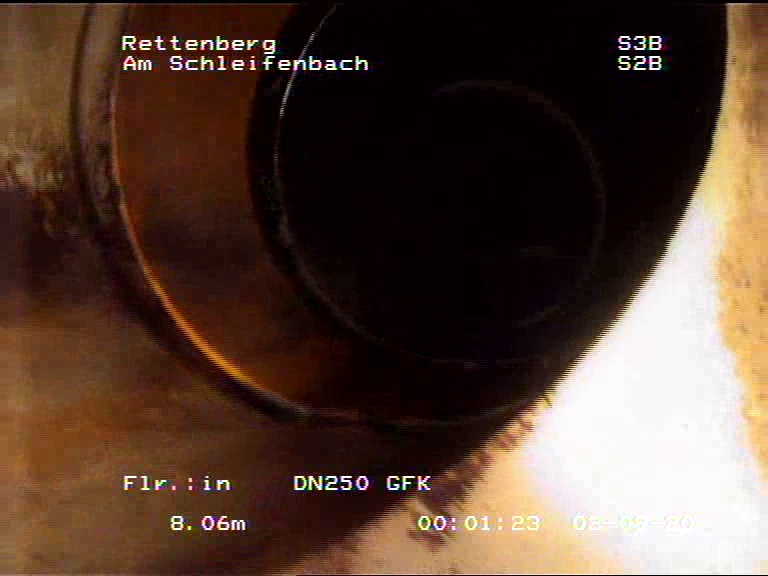 Rettenberg S3B
Am Schleifenbach S2B
Flr.:in DN250 GFK
8.06m 00:01:23